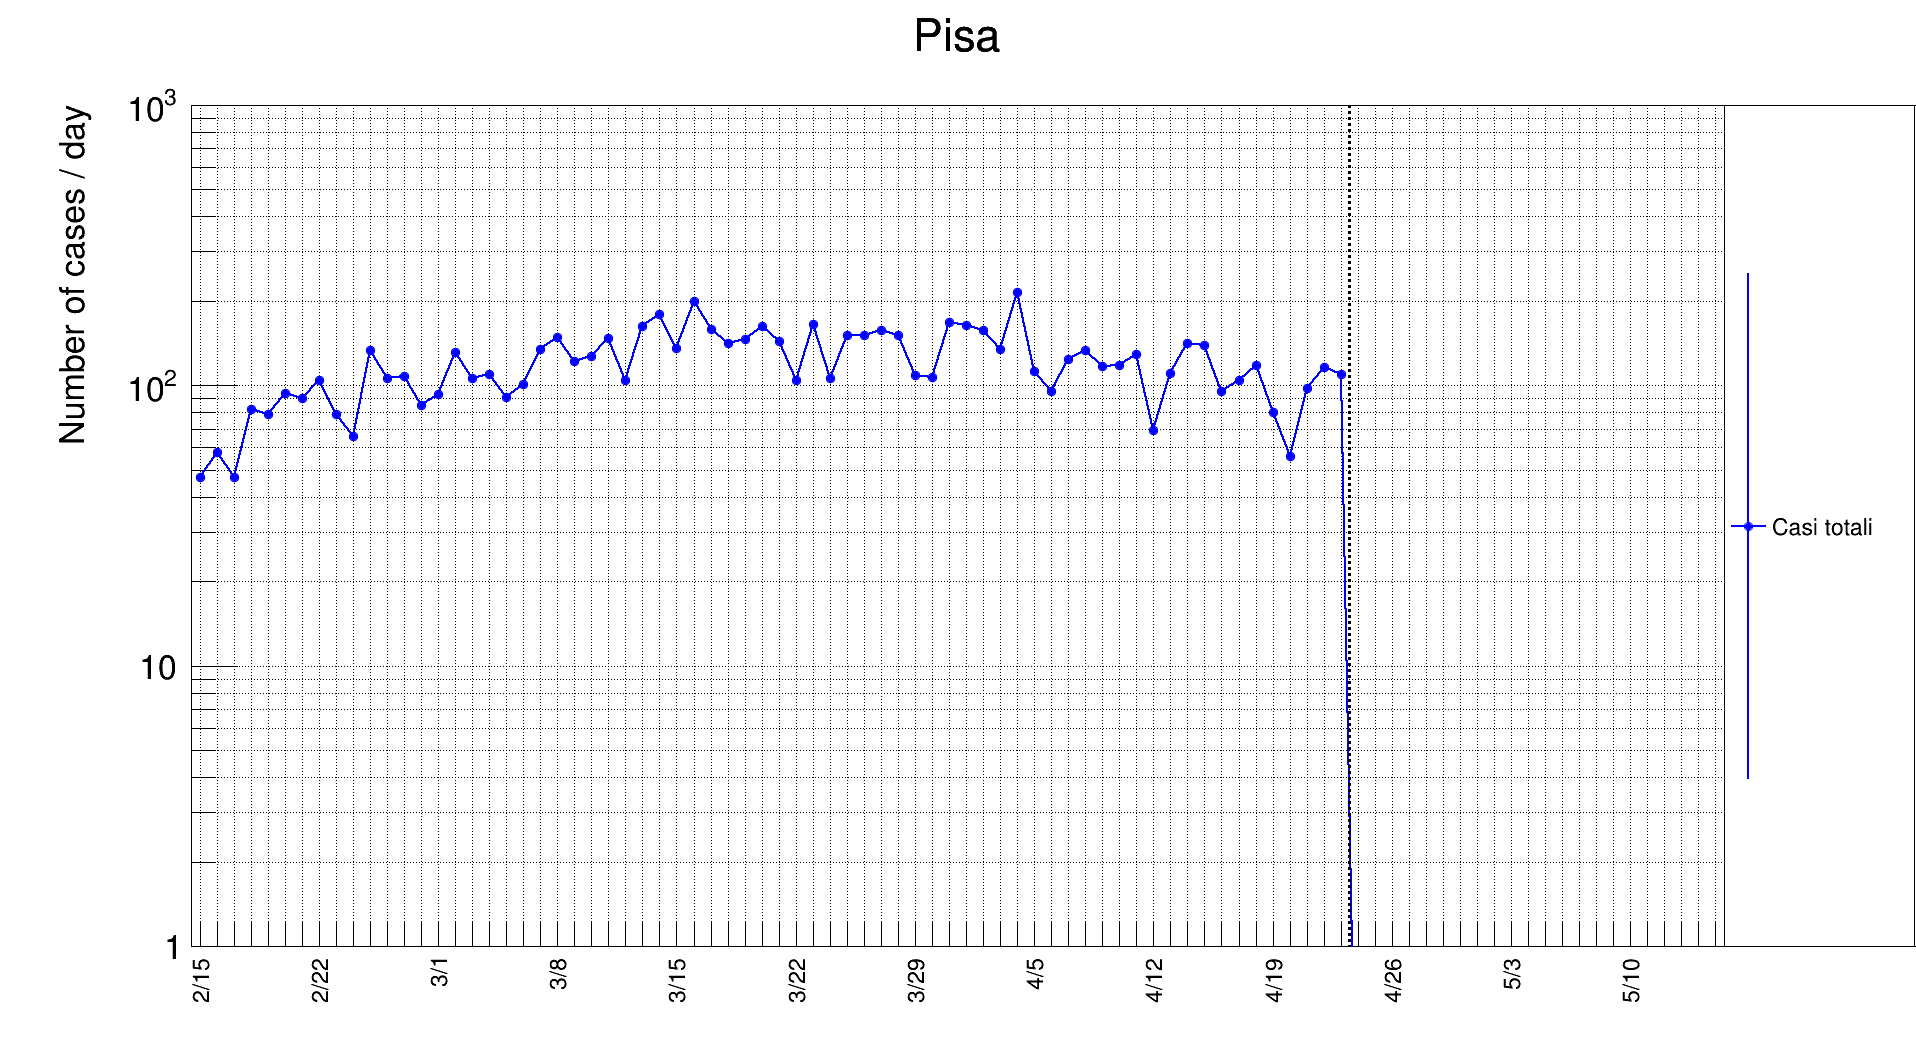 Pisa
Number of cases / day
10³
10²
10
1
2/15 2/22 3/1 3/8 3/15 3/22 3/29 4/5 4/12 4/19 4/26 5/3 5/10
Casi totali